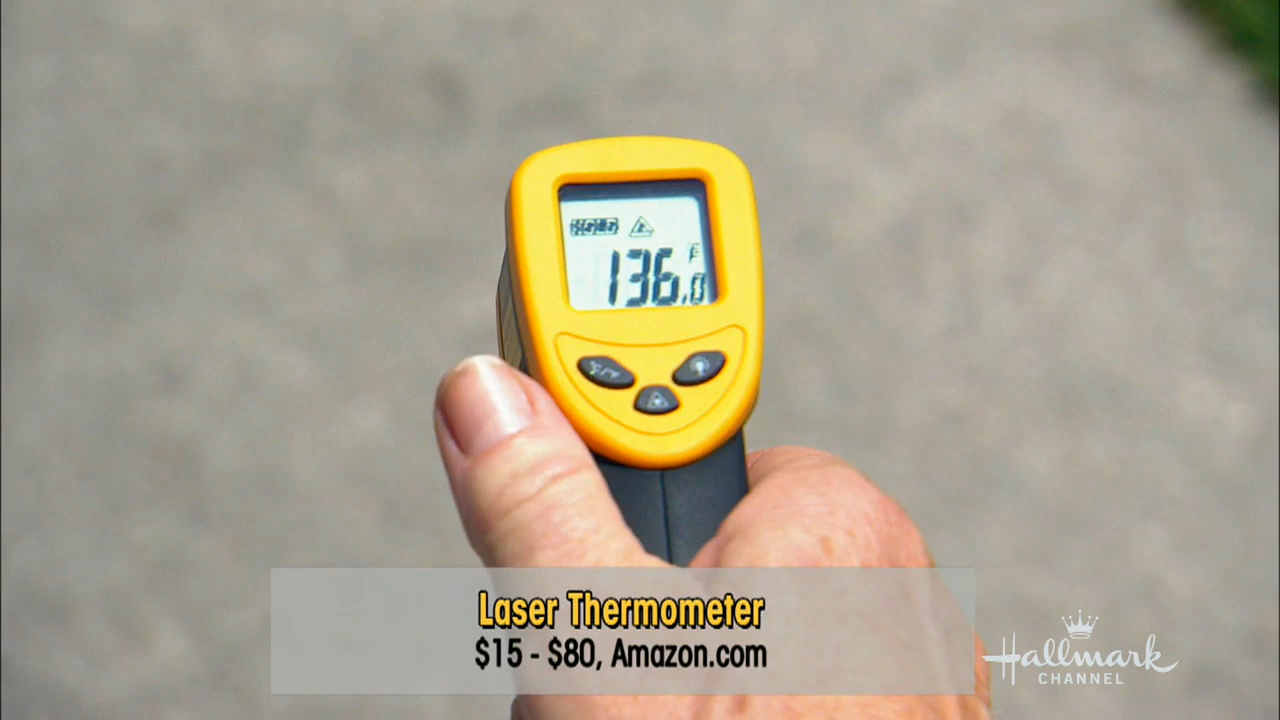 136.0
F
Laser Thermometer
$15 - $80, Amazon.com
Hallmark
CHANNEL